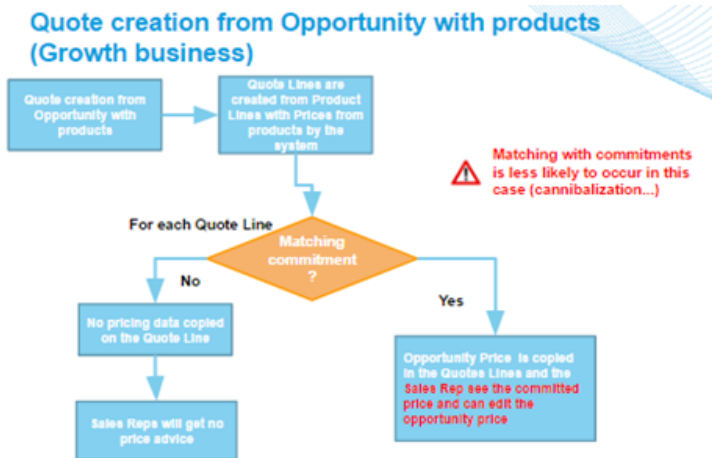 Quote creation from Opportunity with products
(Growth business)
Quote creation from
Opportunity with
products
Quote Lines are
created from Product
Lines with Prices from
products by the
system
Matching with commitments
is less likely to occur in this
case (cannibalization...)
For each Quote Line
Matching
commitment
?
No
Yes
No pricing data copied
on the Quote Line
Opportunity Price is copied
in the Quotes Lines and the
Sales Rep see the committed
price and can edit the
opportunity price
Sales Reps will get no
price advice